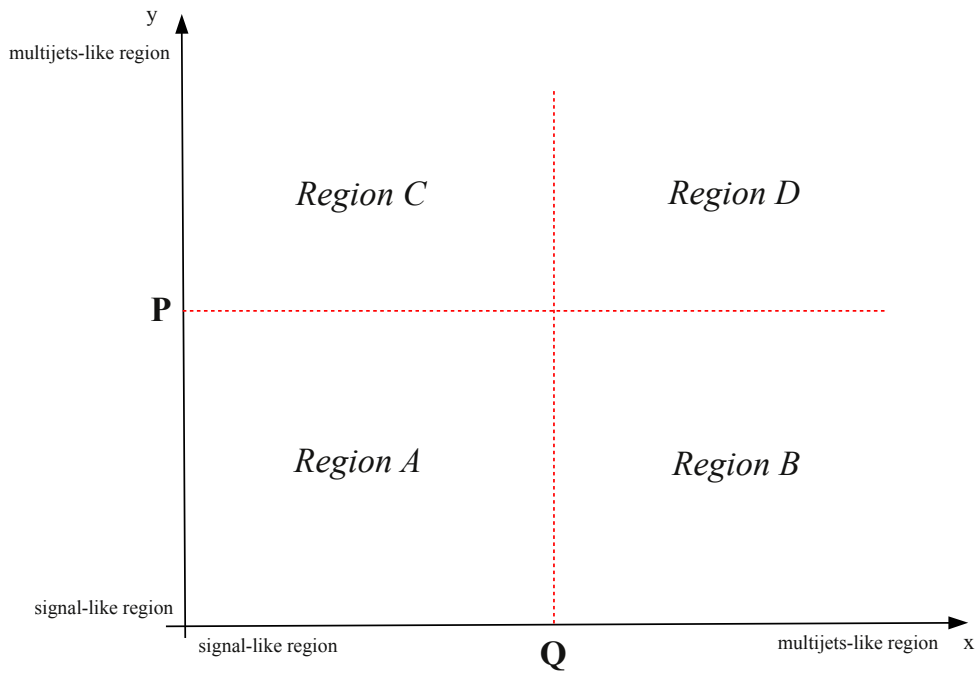 y
multijets-like region
Region C
Region D
P
Region A
Region B
signal-like region
signal-like region
Q
multijets-like region
x